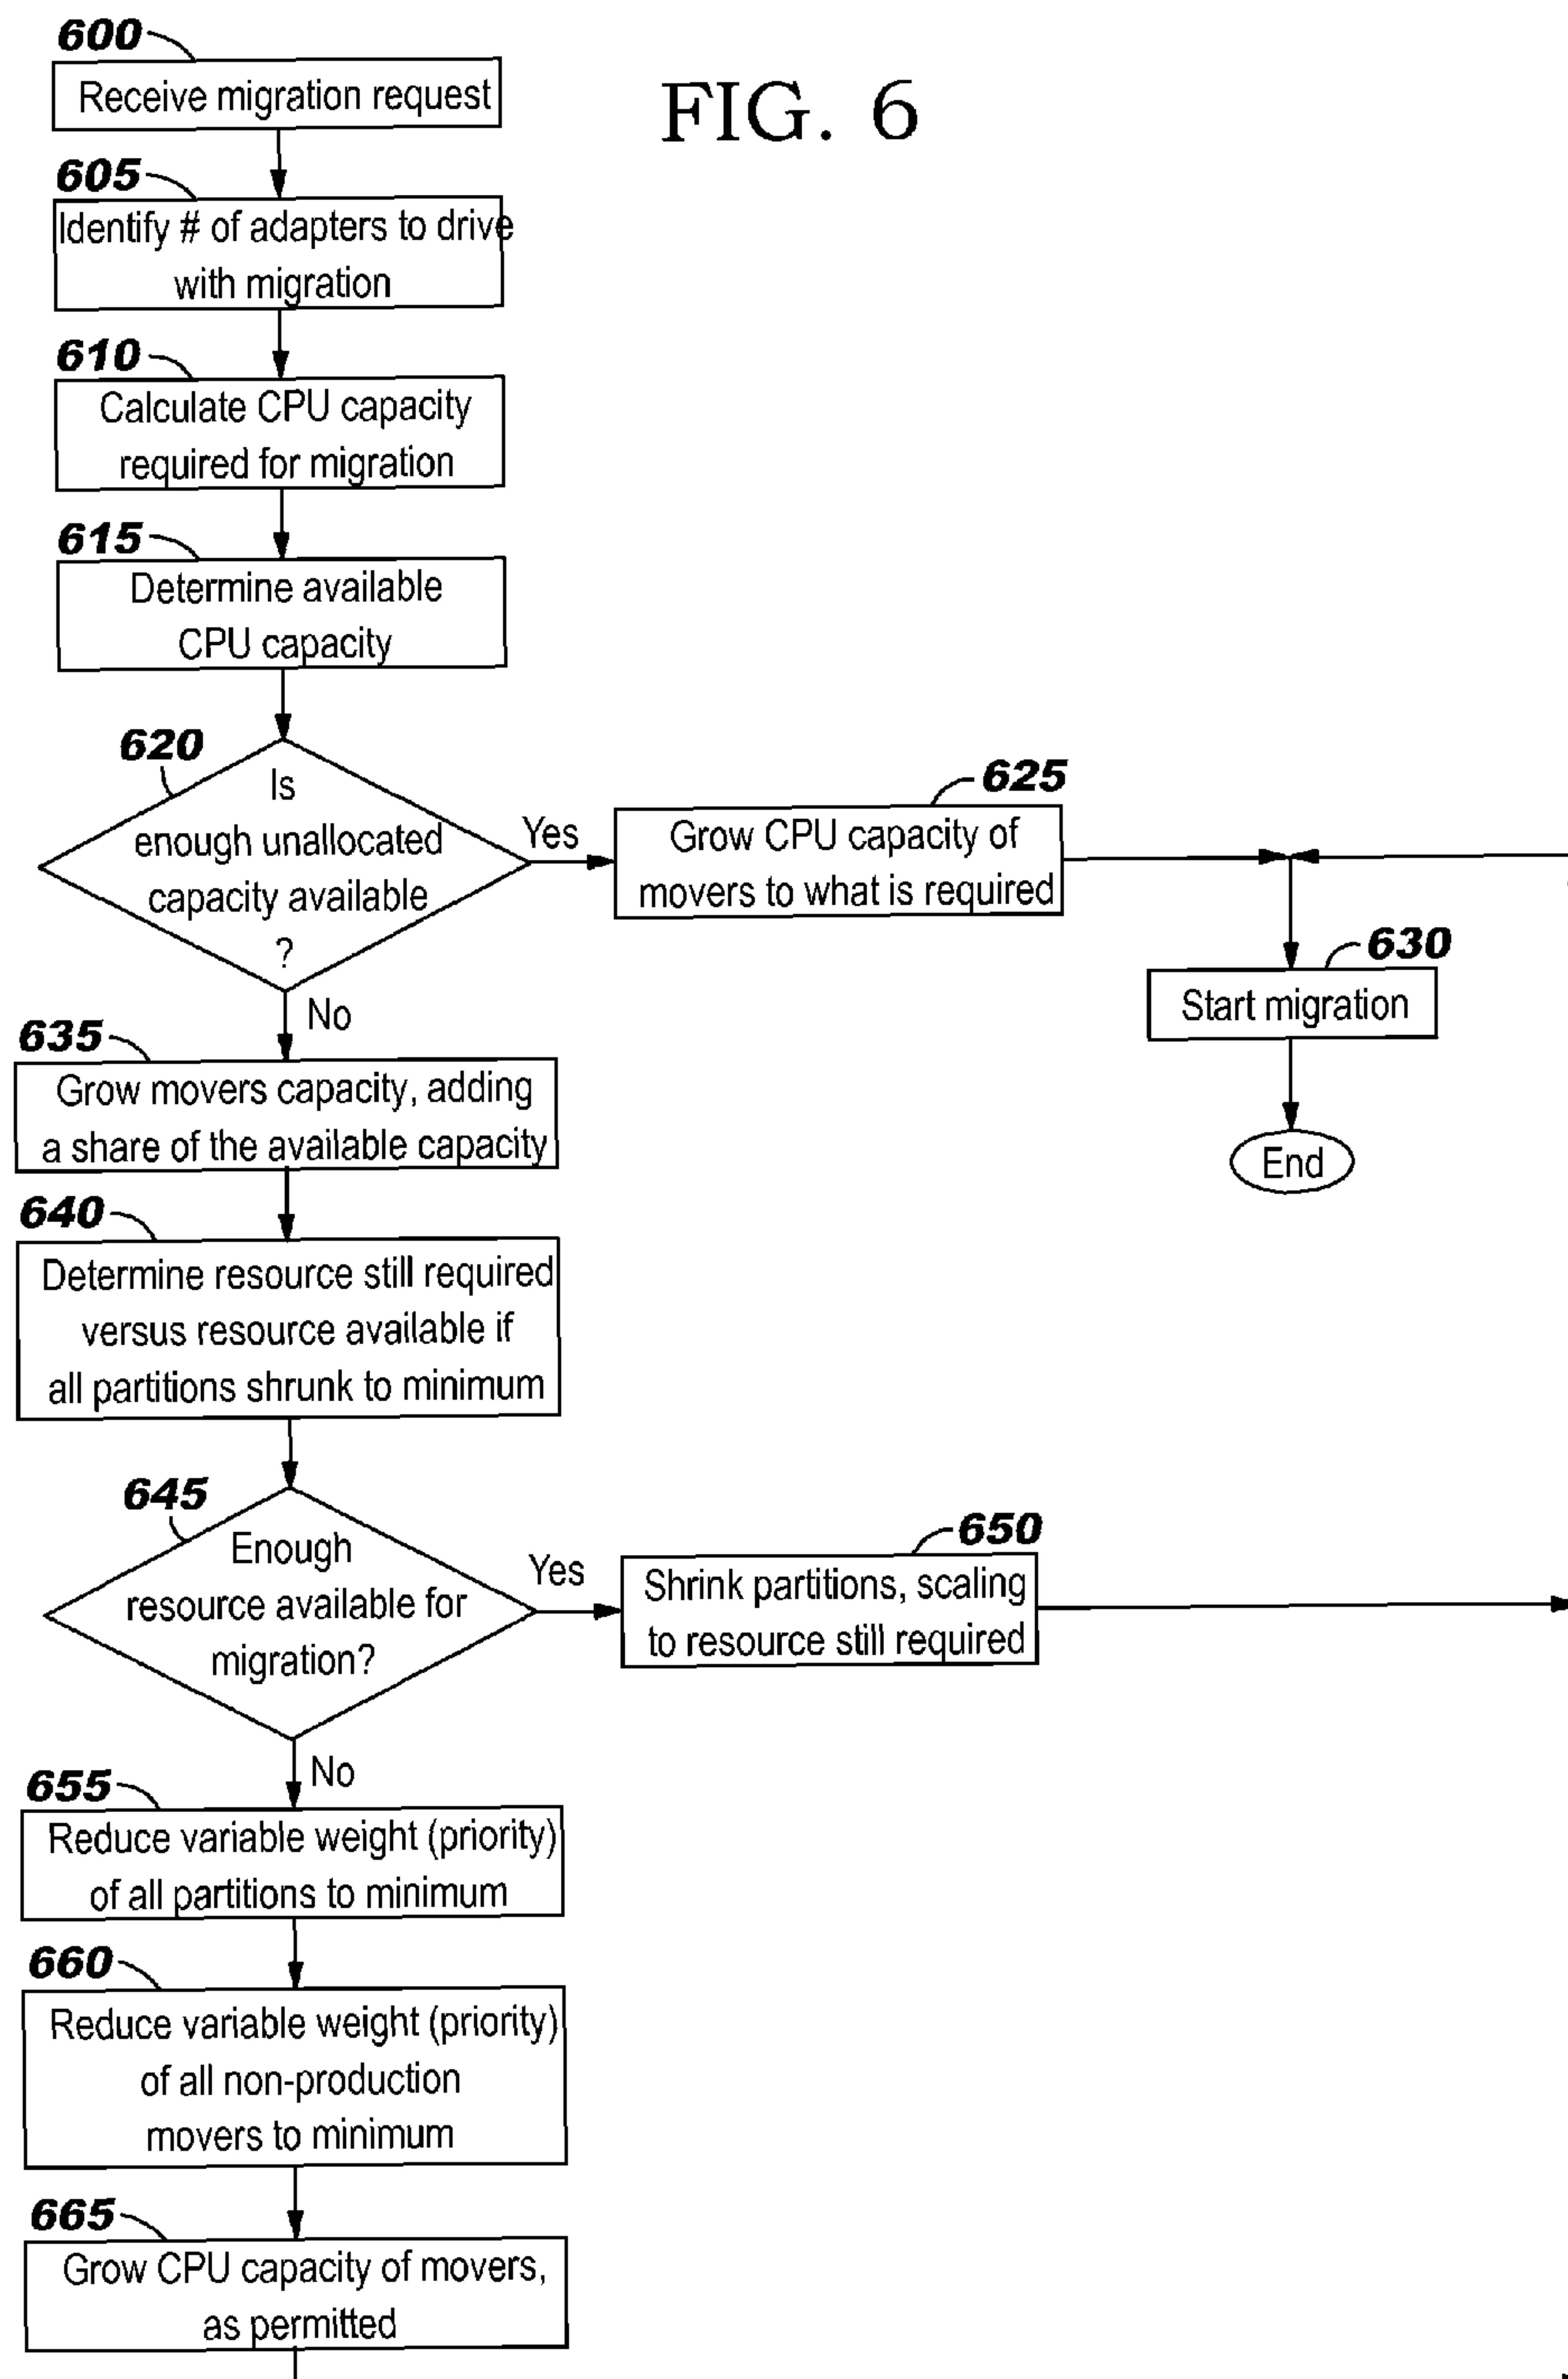 FIG. 6
600
Receive migration request
605
Identify # of adapters to drive
with migration
610
Calculate CPU capacity
required for migration
615
Determine available
CPU capacity
620
Is
enough unallocated
capacity available
?
Yes
625
Grow CPU capacity of
movers to what is required
630
Start migration
End
No
635
Grow movers capacity, adding
a share of the available capacity
640
Determine resource still required
versus resource available if
all partitions shrunk to minimum
645
Enough
resource available for
migration?
Yes
650
Shrink partitions, scaling
to resource still required
No
655
Reduce variable weight (priority)
of all partitions to minimum
660
Reduce variable weight (priority)
of all non-production
movers to minimum
665
Grow CPU capacity of movers,
as permitted